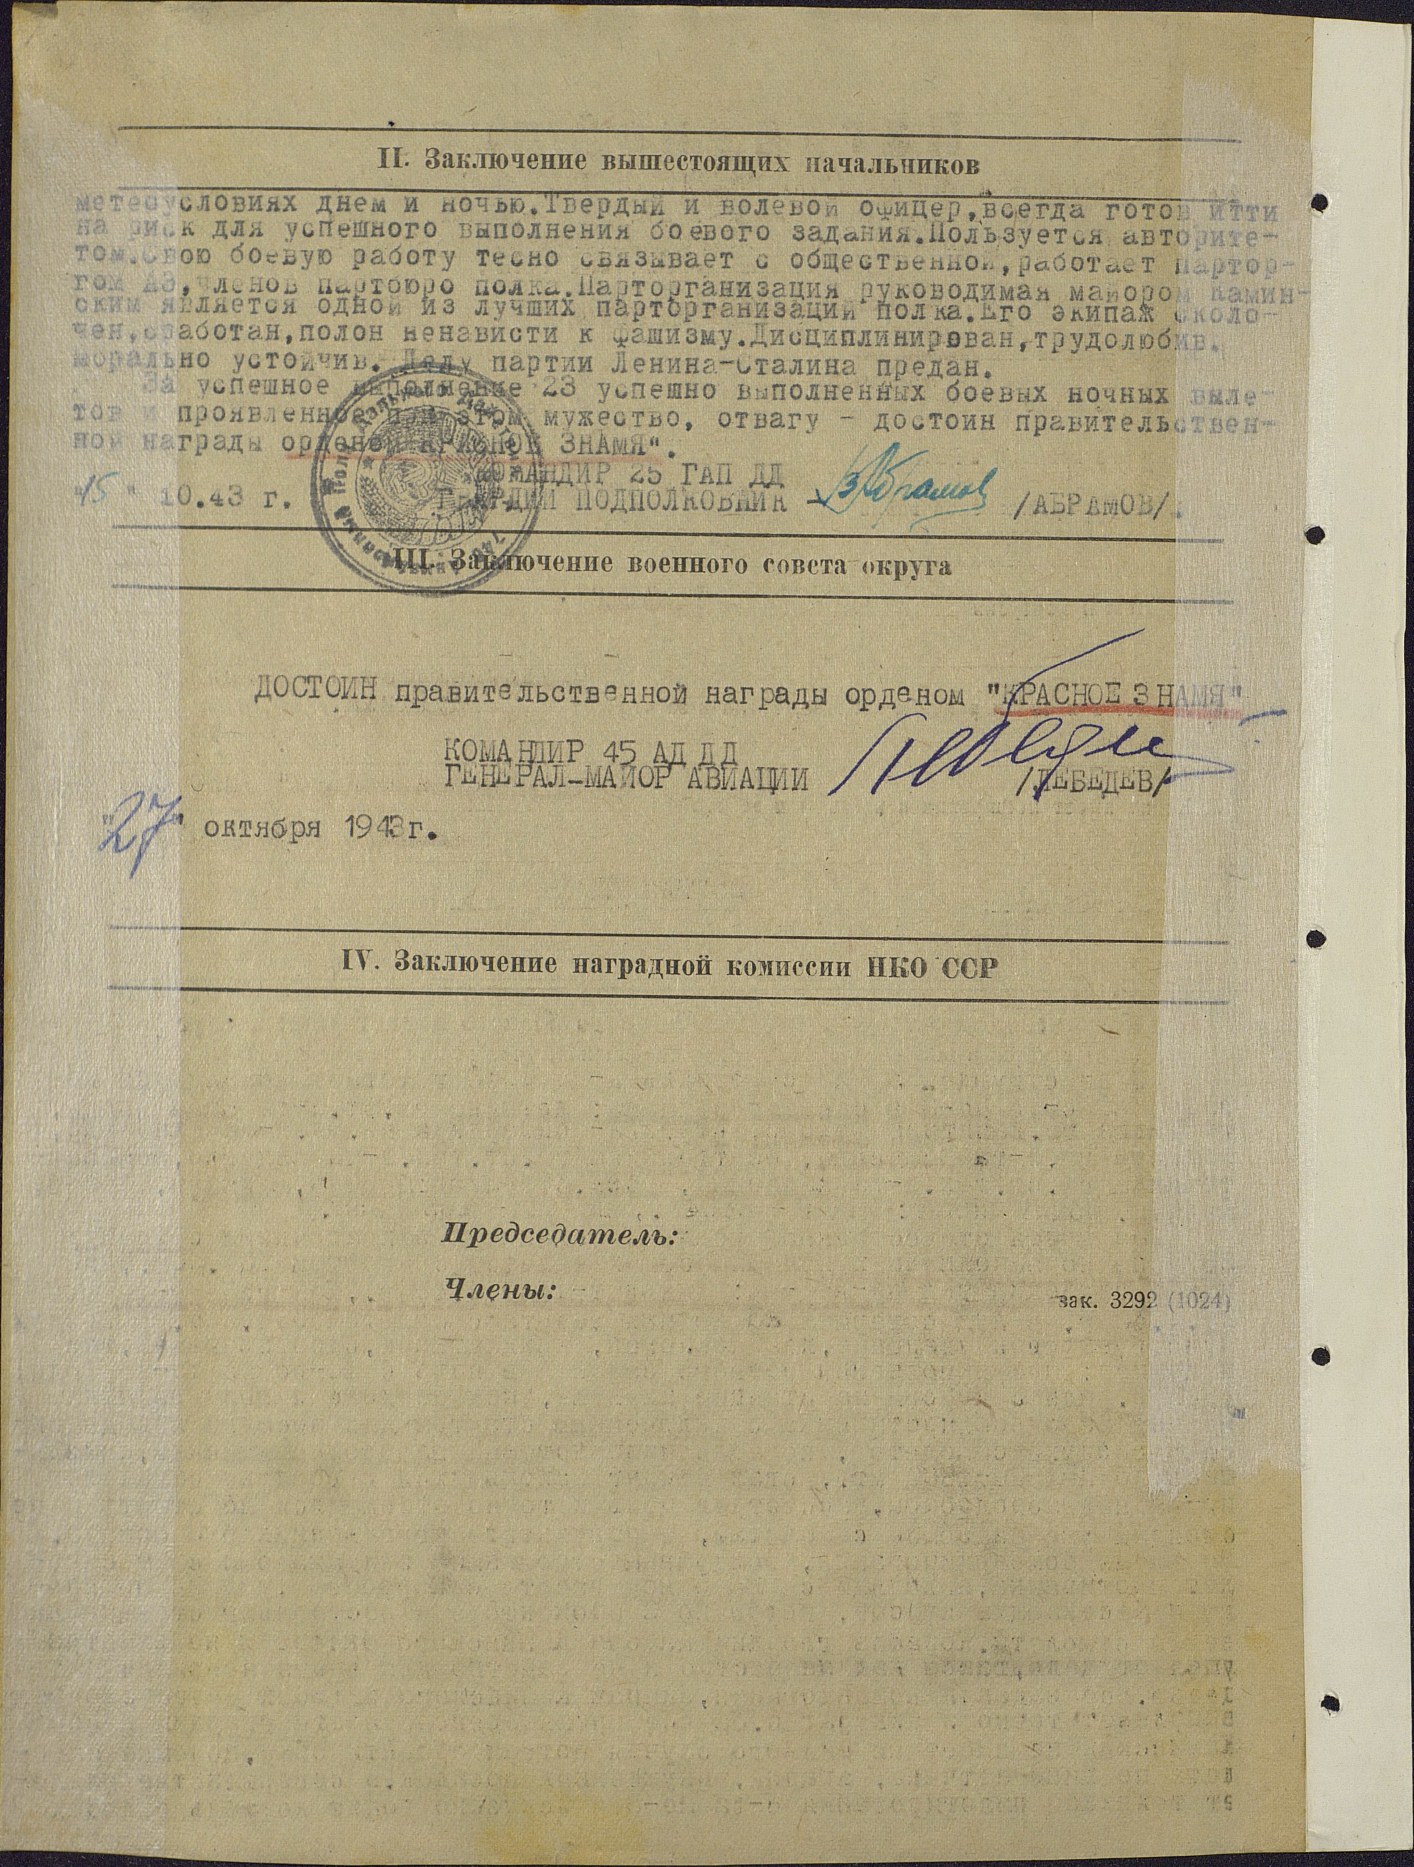 II. Заключение вышестоящих начальников
метеоусловиях днем и ночью.Твердый и волевой офицер,всегда готов итти
на риск для успешного выполнения боевого задания.Пользуется авторите-
том.Свою боевую работу тесно связывает с общественной,работает партор-
гом АЭ,членов партбюро полка.Парторганизация руководимая майором Камин-
ским является одной из лучших парторганизаций полка.Его экипаж сколо-
чен,сработан,полон ненависти к фашизму.Дисциплинирован,трудолюбив.
морально устойчив. Делу партии Ленина-Сталина предан.
За успешное выполнение 23 успешно выполненных боевых ночных выле-
тов и проявленное при этом мужество, отвагу - достоин правительствен-
ной награды орденом "КРАСНОЕ ЗНАМЯ".
КОМАНДИР 25 ГАП ДД
"15" 10.43 г. ГВАРДИИ ПОДПОЛКОВНИК Абрамов /АБРАМОВ/.
III. Заключение военного совета округа
ДОСТОИН правительственной награды орденом "КРАСНОЕ ЗНАМЯ"
КОМАНДИР 45 АД ДД
ГЕНЕРАЛ-МАЙОР АВИАЦИИ /ЛЕБЕДЕВ/
"27" октября 1943г.
IV. Заключение наградной комиссии НКО ССР
Председатель:
Члены:
зак. 3292 (1024)